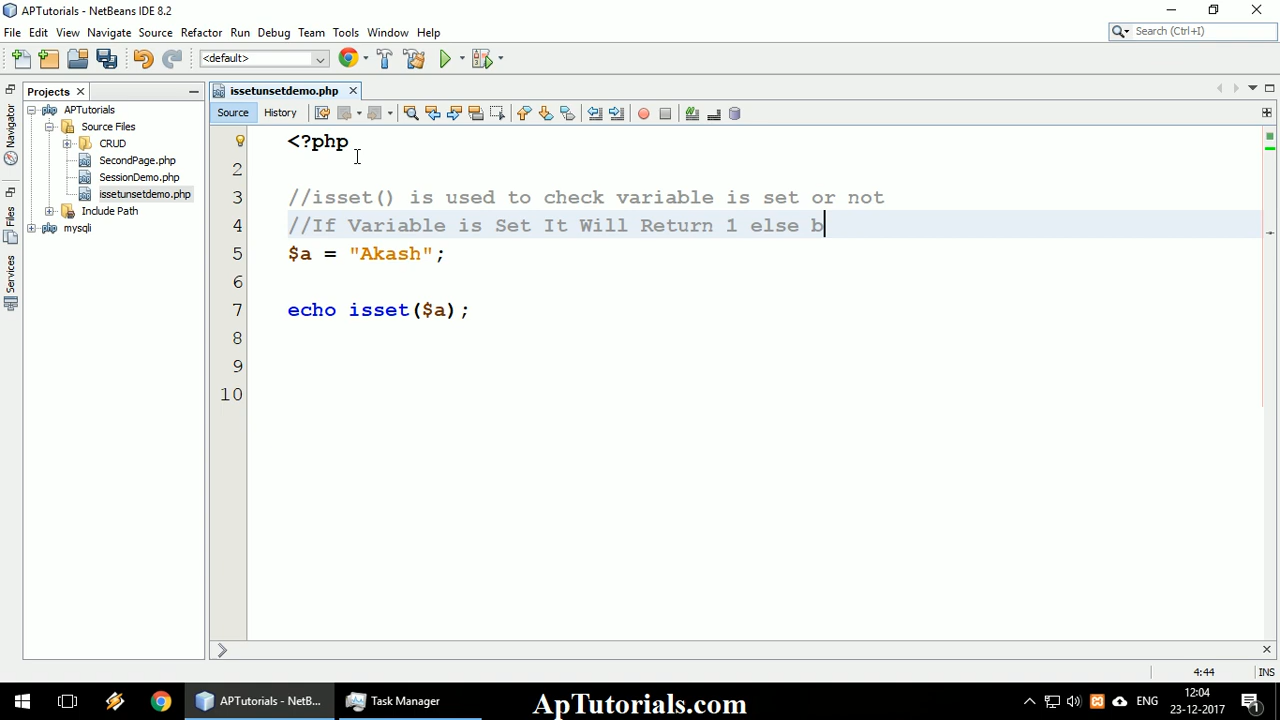 APTutorials - NetBeans IDE 8.2
File Edit View Navigate Source Refactor Run Debug Team Tools Window Help
Search (Ctrl+I)
<default>
Projects
issetunsetdemo.php
Navigator
Files
Services
APTutorials
Source Files
CRUD
SecondPage.php
SessionDemo.php
issetunsetdemo.php
Include Path
mysqli
Source History
<?php
2
3 //isset() is used to check variable is set or not
4 //If Variable is Set It Will Return 1 else b
5 $a = "Akash";
6
7 echo isset($a);
8
9
10
4:44 INS
APTutorials - NetB...
Task Manager
ApTutorials.com
ENG
12:04
23-12-2017
1